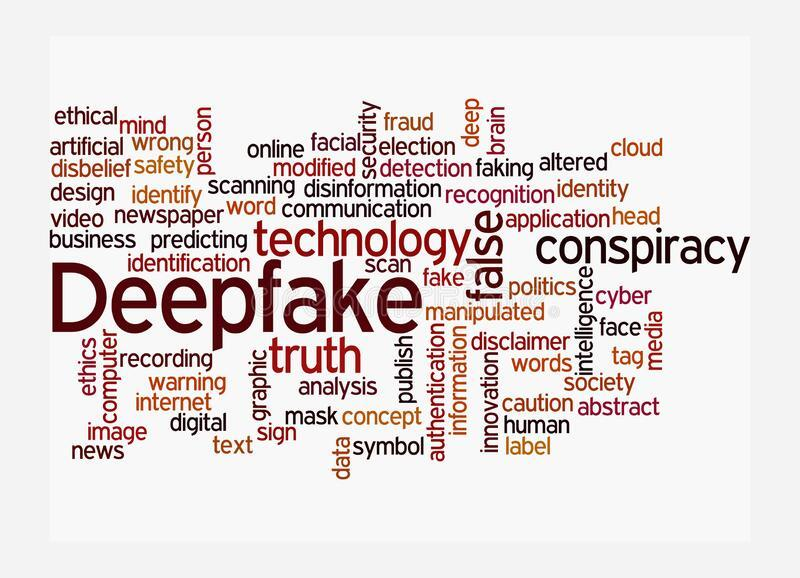 ethical
mind
artificial
wrong
person
disbelief
safety
design
identify
video
newspaper
business
predicting
identification
online
facial
security
fraud
deep
brain
election
modified
detection
faking
altered
cloud
scanning
disinformation
recognition
identity
word
communication
application
head
technology
false
conspiracy
scan
fake
politics
Deepfake
manipulated
intelligence
cyber
face
media
ethics
computer
recording
graphic
truth
publish
authentication
information
disclaimer
words
tag
warning
analysis
innovation
society
internet
mask
concept
caution
abstract
image
digital
sign
human
news
text
data
symbol
label